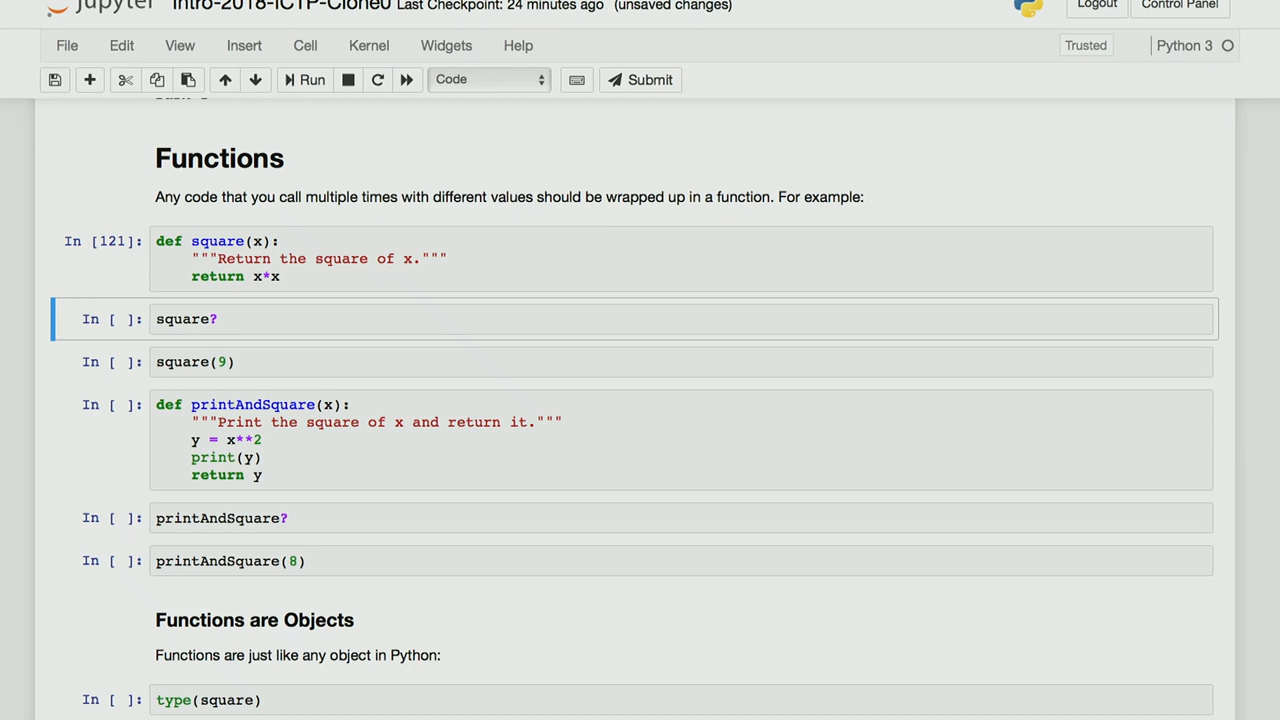 jupyter Intro-2018-ICTP-Clone0 Last Checkpoint: 24 minutes ago (unsaved changes) Logout Control Panel
File Edit View Insert Cell Kernel Widgets Help Trusted Python 3
Run Code Submit
Functions
Any code that you call multiple times with different values should be wrapped up in a function. For example:
In [121]: def square(x):
"""Return the square of x."""
return x*x
In [ ]: square?
In [ ]: square(9)
In [ ]: def printAndSquare(x):
"""Print the square of x and return it."""
y = x**2
print(y)
return y
In [ ]: printAndSquare?
In [ ]: printAndSquare(8)
Functions are Objects
Functions are just like any object in Python:
In [ ]: type(square)